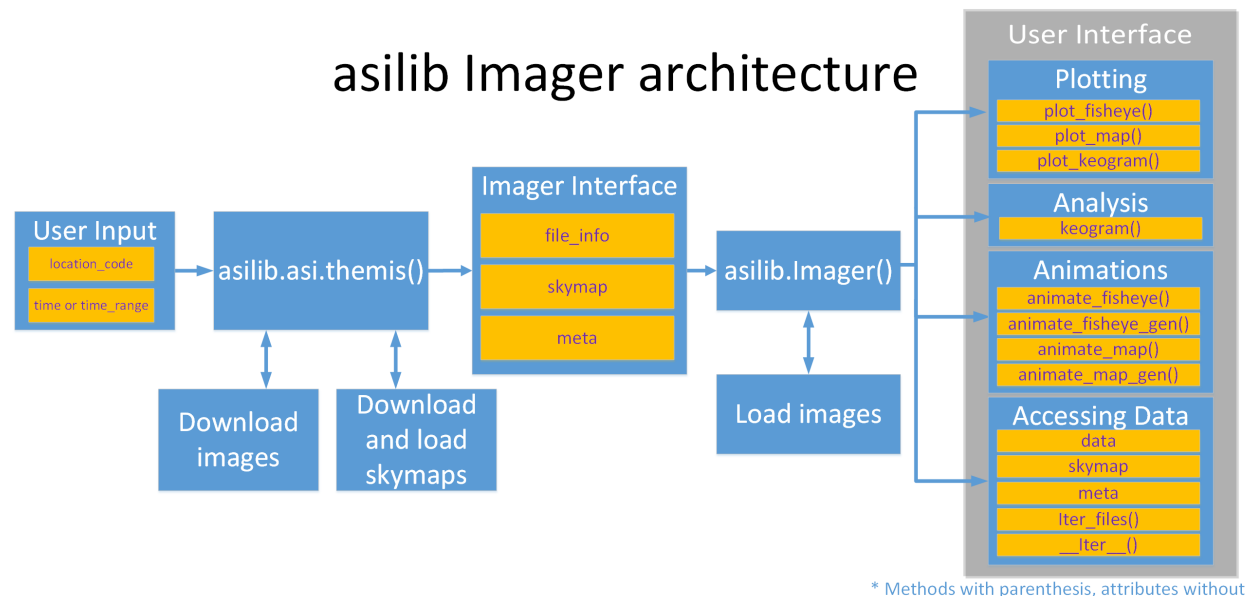 asilib Imager architecture
User Input
location_code
time or time_range
asilib.asi.themis()
Download
images
Download
and load
skymaps
Imager Interface
file_info
skymap
meta
asilib.Imager()
Load images
User Interface
Plotting
plot_fisheye()
plot_map()
plot_keogram()
Analysis
keogram()
Animations
animate_fisheye()
animate_fisheye_gen()
animate_map()
animate_map_gen()
Accessing Data
data
skymap
meta
Iter_files()
__Iter__()
* Methods with parenthesis, attributes without